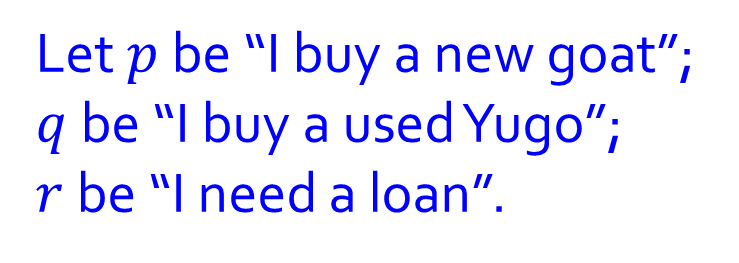 Let p be “I buy a new goat”;
q be “I buy a used Yugo”;
r be “I need a loan”.